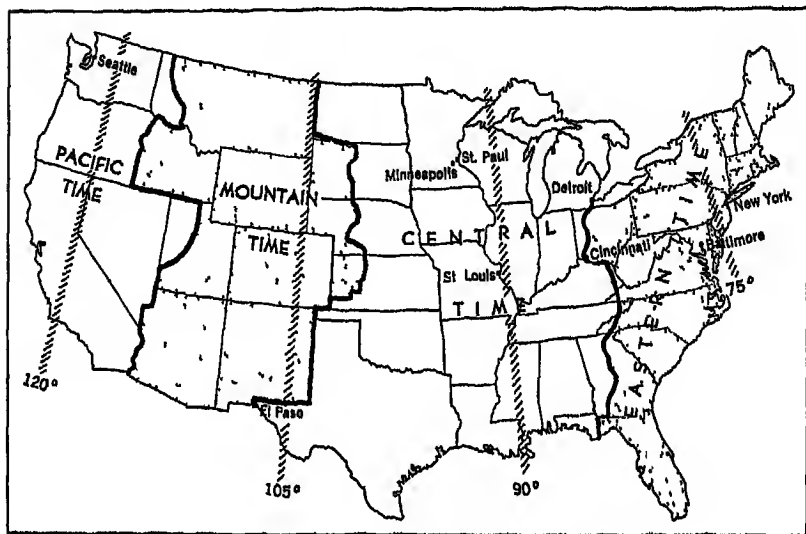 Seattle
St. Paul
PACIFIC
Minneapolis
Detroit
TIME
MOUNTAIN
New York
CENTRAL
TIME
Cincinnati
Baltimore
St Louis
TIME
75°
EASTERN TIME
120°
El Paso
105°
90°